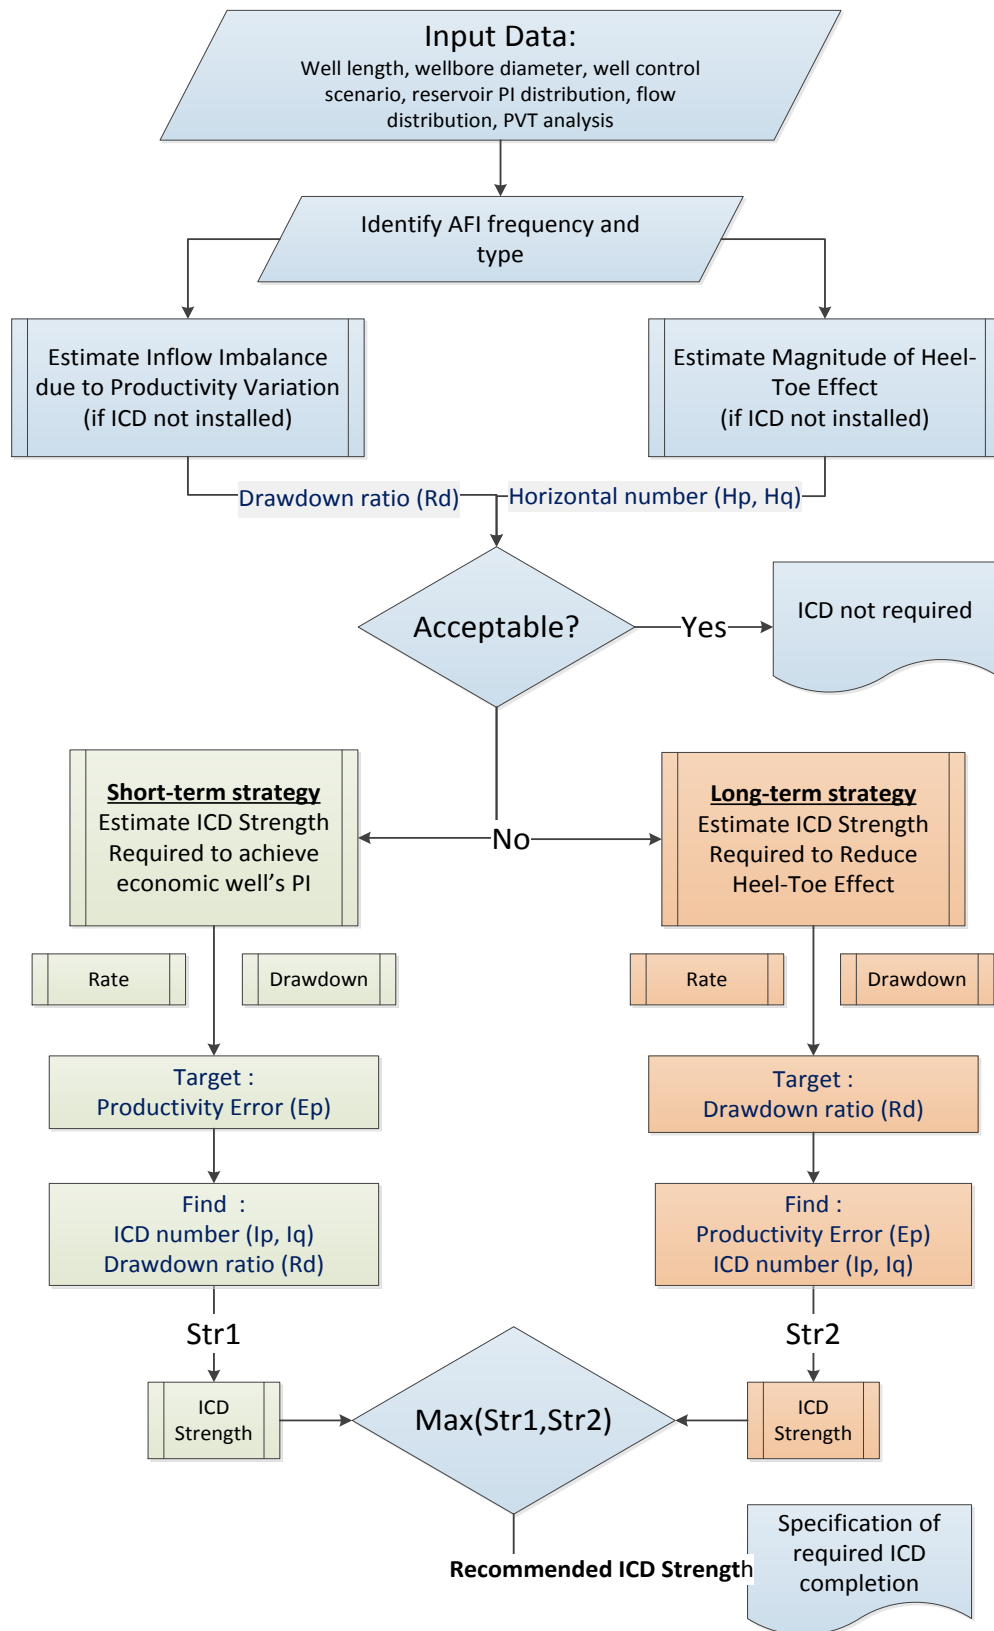 Input Data:
Well length, wellbore diameter, well control
scenario, reservoir PI distribution, flow
distribution, PVT analysis
Identify AFI frequency and
type
Estimate Inflow Imbalance
due to Productivity Variation
(if ICD not installed)
Estimate Magnitude of Heel-
Toe Effect
(if ICD not installed)
Drawdown ratio (Rd)
Horizontal number (Hp, Hq)
Acceptable?
Yes
ICD not required
No
Short-term strategy
Estimate ICD Strength
Required to achieve
economic well’s PI
Long-term strategy
Estimate ICD Strength
Required to Reduce
Heel-Toe Effect
Rate
Drawdown
Rate
Drawdown
Target :
Productivity Error (Ep)
Target :
Drawdown ratio (Rd)
Find  :
ICD number (Ip, Iq)
Drawdown ratio (Rd)
Find :
Productivity Error (Ep)
ICD number (Ip, Iq)
Str1
Str2
ICD
Strength
Max(Str1,Str2)
ICD
Strength
Recommended ICD Strength
Specification of
required ICD
completion